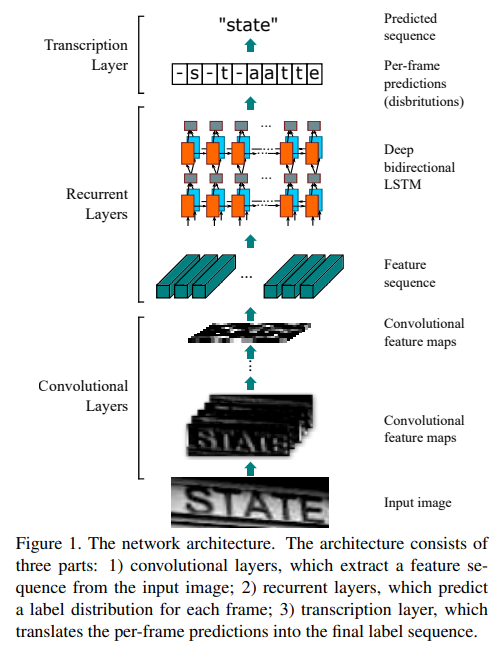 "state"
Predicted
sequence
Transcription
Layer
-s-t-aatte
Per-frame
predictions
(disbritutions)
Recurrent
Layers
...
...
Deep
bidirectional
LSTM
...
Feature
sequence
Convolutional
Layers
Convolutional
feature maps
...
STATE
Convolutional
feature maps
STATE
Input image
Figure 1. The network architecture. The architecture consists of
three parts: 1) convolutional layers, which extract a feature se-
quence from the input image; 2) recurrent layers, which predict
a label distribution for each frame; 3) transcription layer, which
translates the per-frame predictions into the final label sequence.